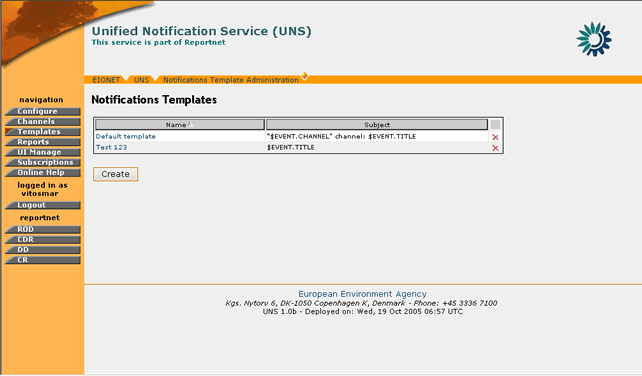 Unified Notification Service (UNS)
This service is part of Reportnet
EIONET UNS Notifications Template Administration
navigation
Configure
Channels
Templates
Reports
UI Manage
Subscriptions
Online Help
logged in as
vitosmar
Logout
reportnet
ROD
CDR
DD
CR
Notifications Templates
Name Subject
Default template "$EVENT.CHANNEL" channel: $EVENT.TITLE
Test 123 $EVENT.TITLE
Create
European Environment Agency
Kgs. Nytorv 6, DK-1050 Copenhagen K, Denmark - Phone: +45 3336 7100
UNS 1.0b - Deployed on: Wed, 19 Oct 2005 06:57 UTC